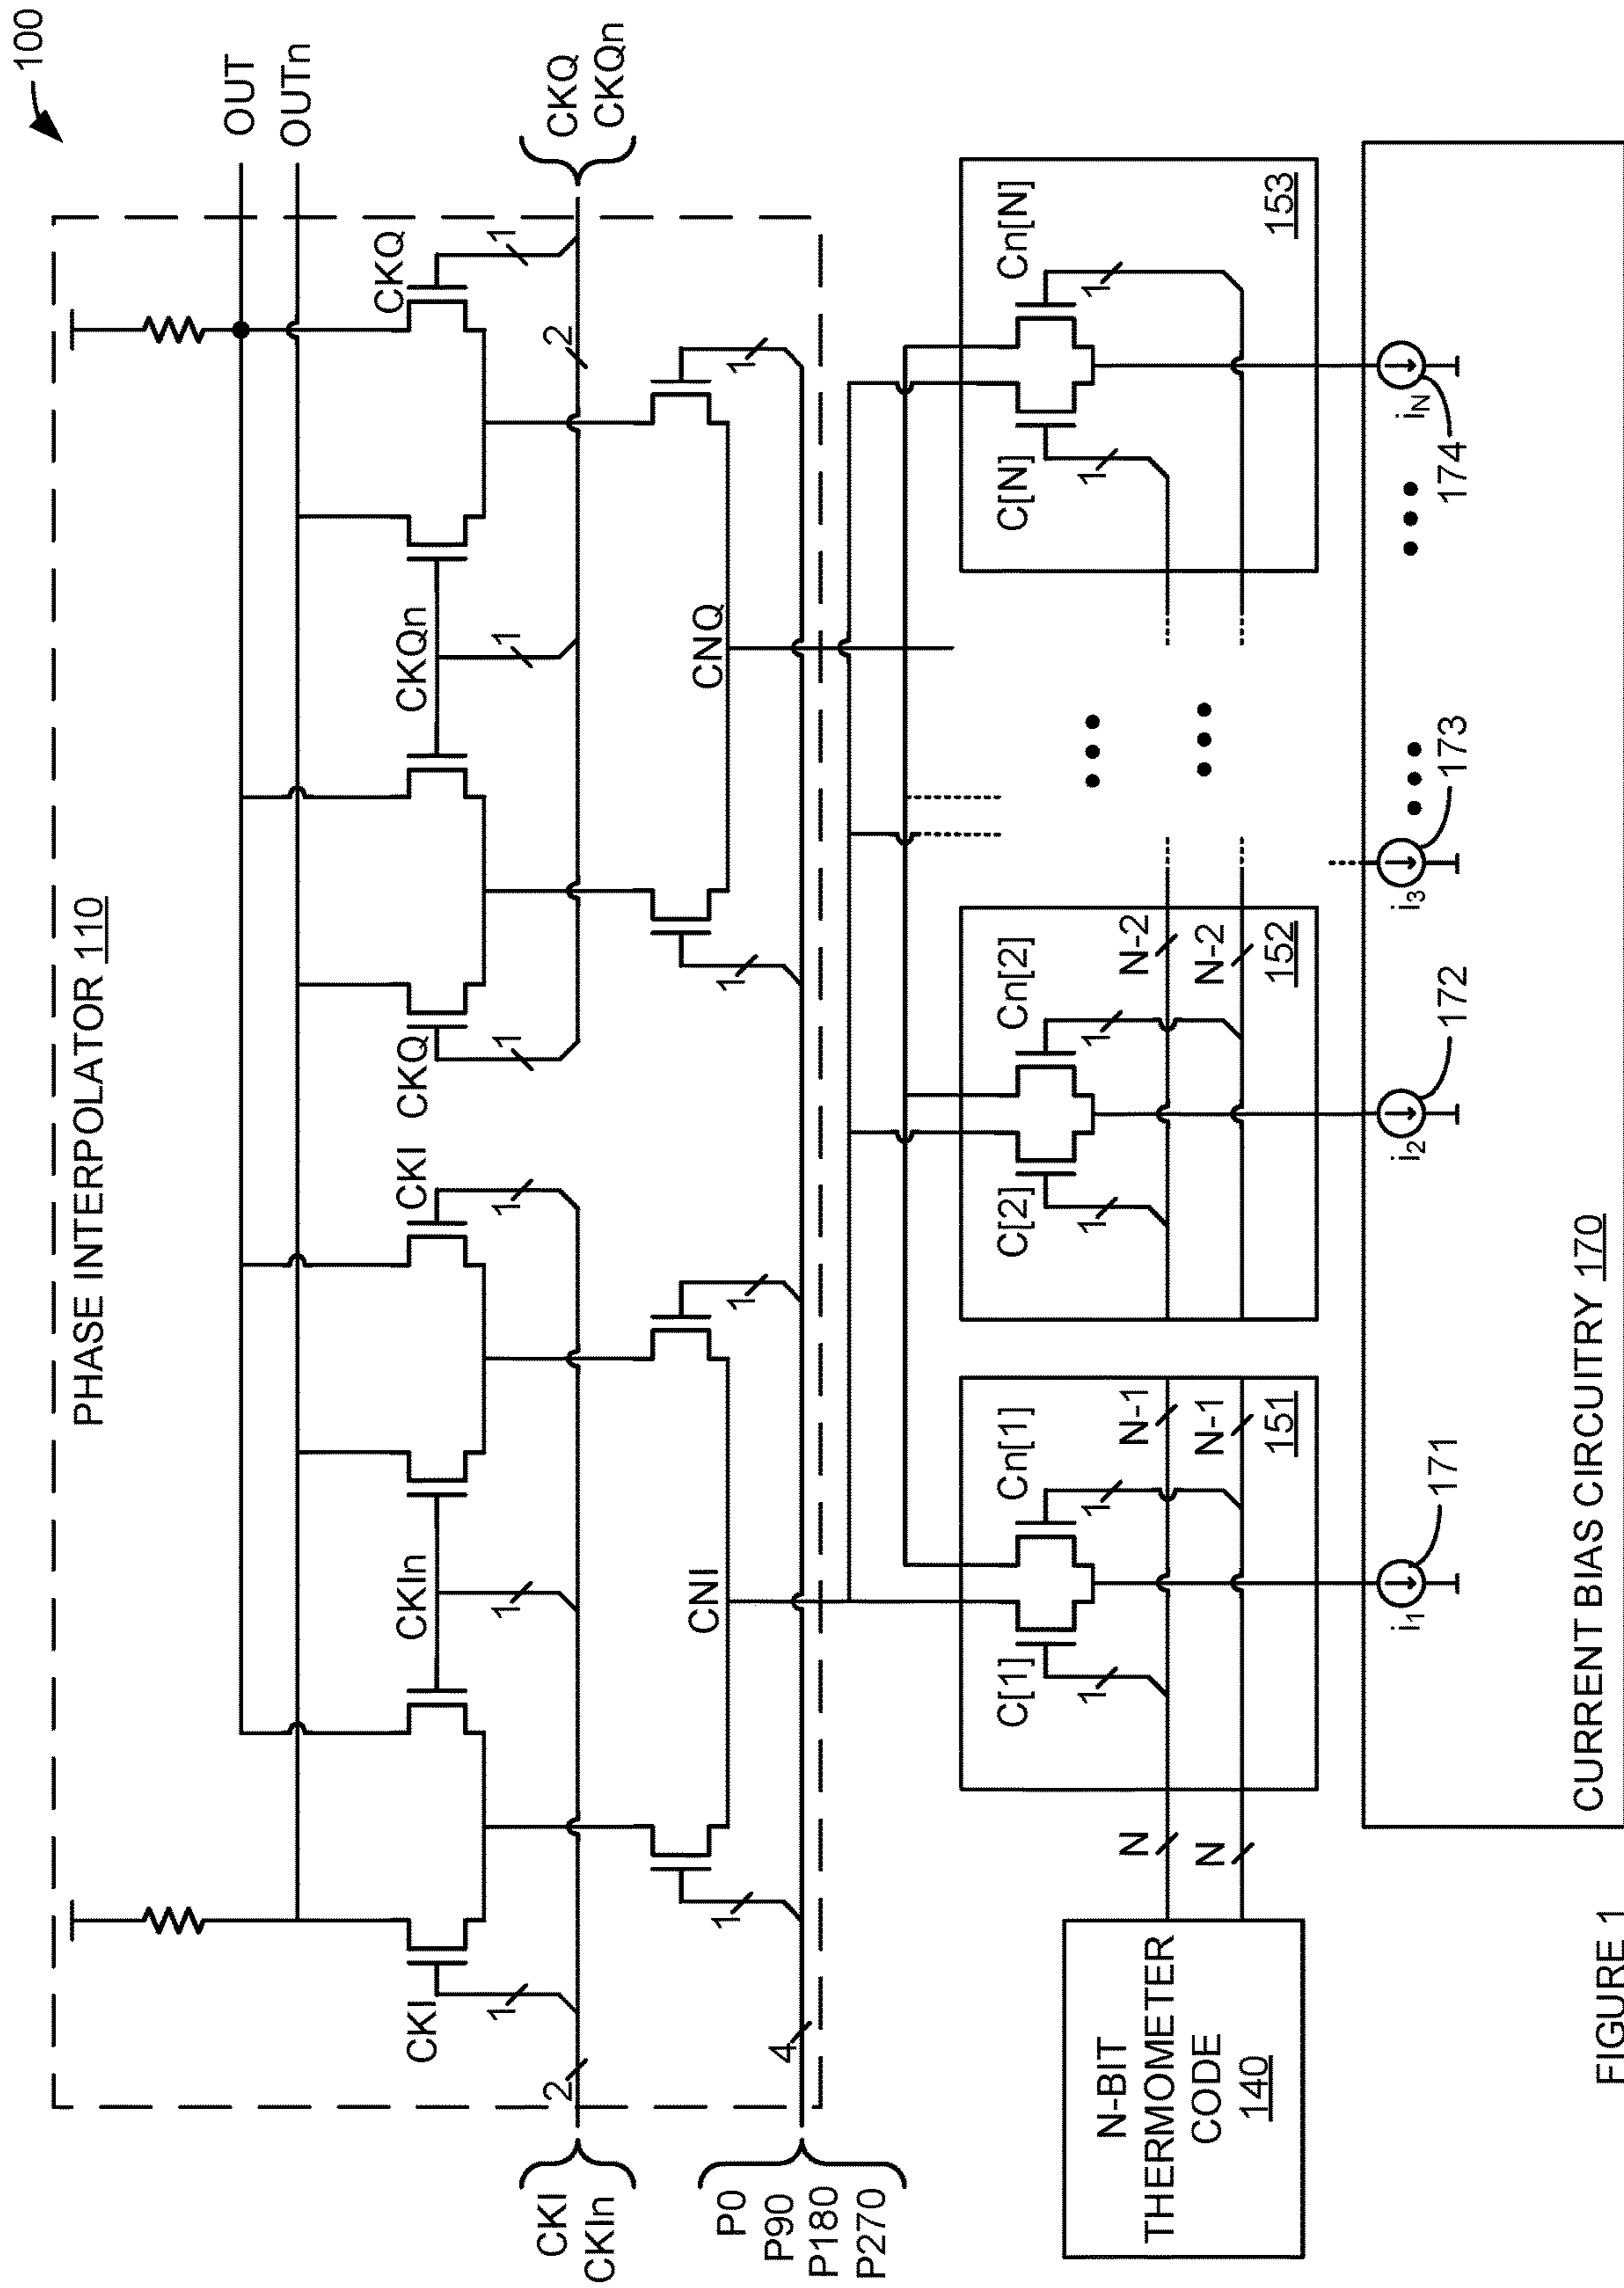 100
PHASE INTERPOLATOR 110
OUT
OUTn
CKI
CKIn
CKI
CKQ
CKQn
CKQ
1
1
1
1
1
1
CKI
CKIn
2
2
CKQ
CKQn
1
1
1
1
CNI
CNQ
P0
P90
P180
P270
4
N-BIT
THERMOMETER
CODE
140
N
N
C[1]
Cn[1]
1
1
N-1
N-1
151
C[2]
Cn[2]
1
1
N-2
N-2
152
C[N]
Cn[N]
1
1
153
i1
171
i2
172
i3
173
iN
174
CURRENT BIAS CIRCUITRY 170
FIGURE 1